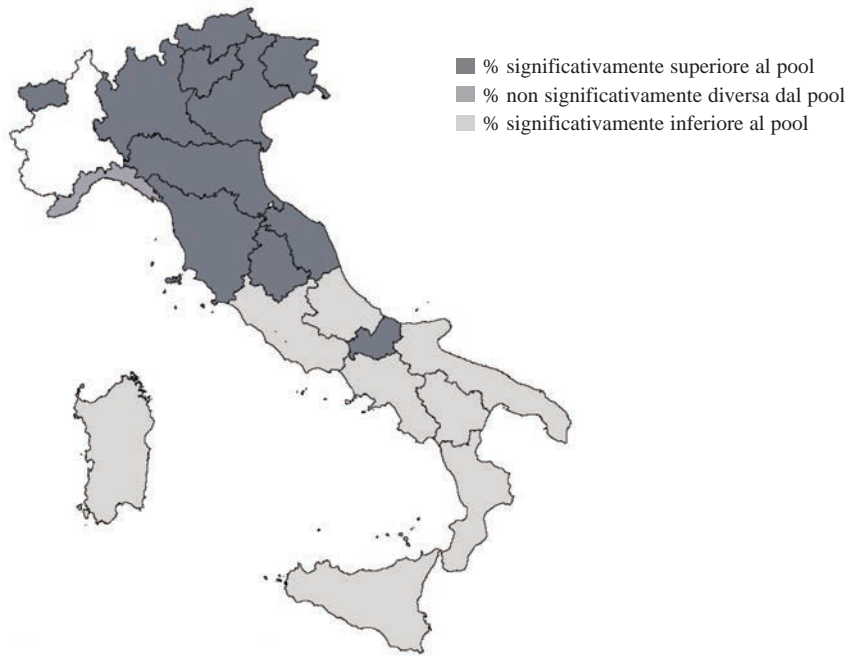 % significativamente superiore al pool
% non significativamente diversa dal pool
% significativamente inferiore al pool